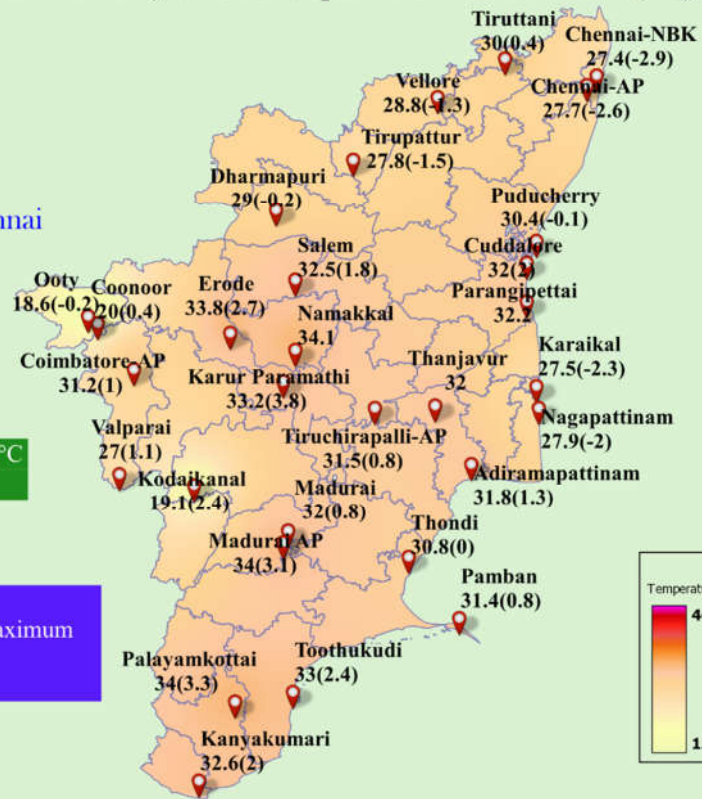 Tiruttani
30(0.4)
Chennai-NBK
27.4(-2.9)
Vellore
28.8(-1.3)
Chennai-AP
27.7(-2.6)
Tirupattur
27.8(-1.5)
Dharmapuri
29(-0.2)
Puducherry
30.4(-0.1)
nnai
Salem
32.5(1.8)
Cuddalore
32(2)
Ooty
18.6(-0.2)
Coonoor
20(0.4)
Erode
33.8(2.7)
Parangipettai
32.2
Namakkal
34.1
Karaikal
27.5(-2.3)
Coimbatore-AP
31.2(1)
Thanjavur
32
Karur Paramathi
33.2(3.8)
Nagapattinam
27.9(-2)
Valparai
27(1.1)
Tiruchirapalli-AP
31.5(0.8)
°C
Kodaikanal
19.1(2.4)
Adiramapattinam
31.8(1.3)
Madurai
32(0.8)
Madurai AP
34(3.1)
Thondi
30.8(0)
Pamban
31.4(0.8)
Temperatu
4
1
aximum
Palayamkottai
34(3.3)
Toothukudi
33(2.4)
Kanyakumari
32.6(2)